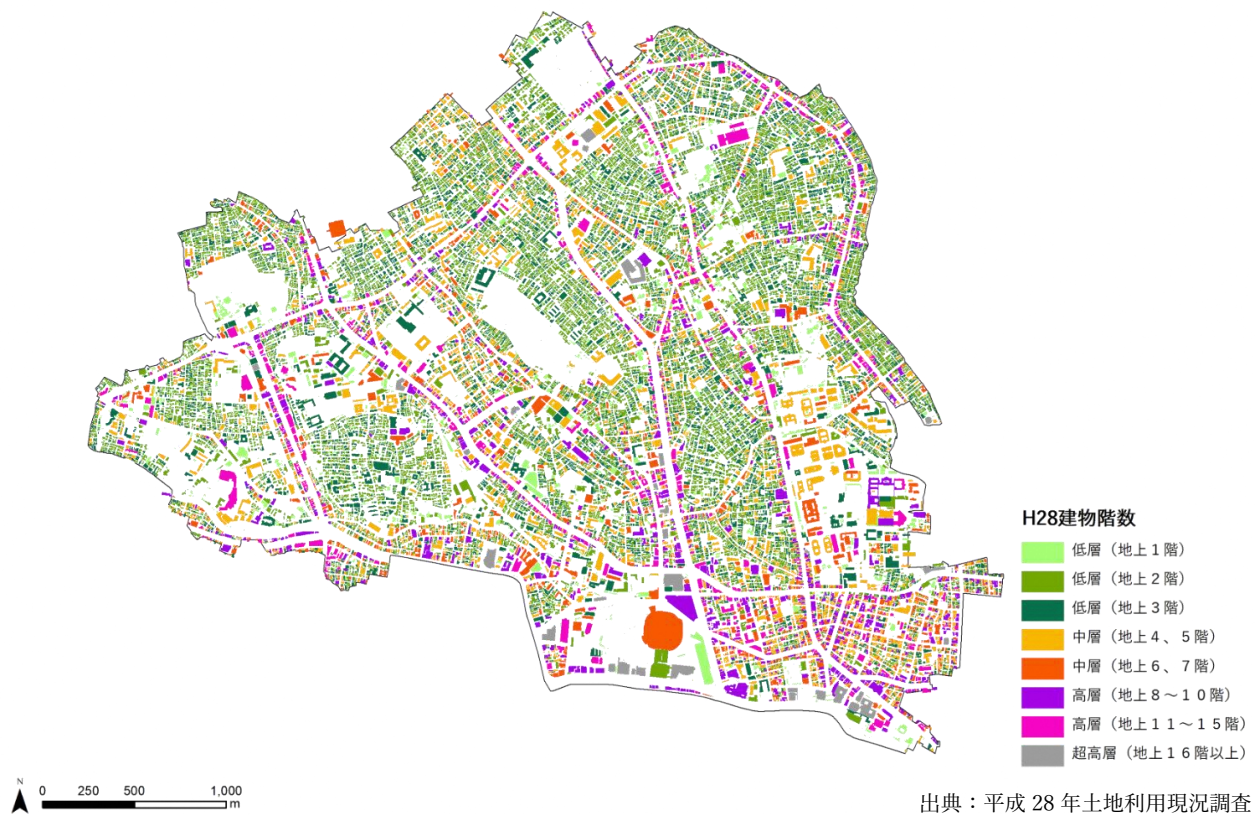 H28建物階数
低層（地上１階）
低層（地上２階）
低層（地上３階）
中層（地上４、５階）
中層（地上６、７階）
高層（地上８～１０階）
高層（地上１１～１５階）
超高層（地上１６階以上）
N
0 250 500 1,000
m
出典：平成 28 年土地利用現況調査